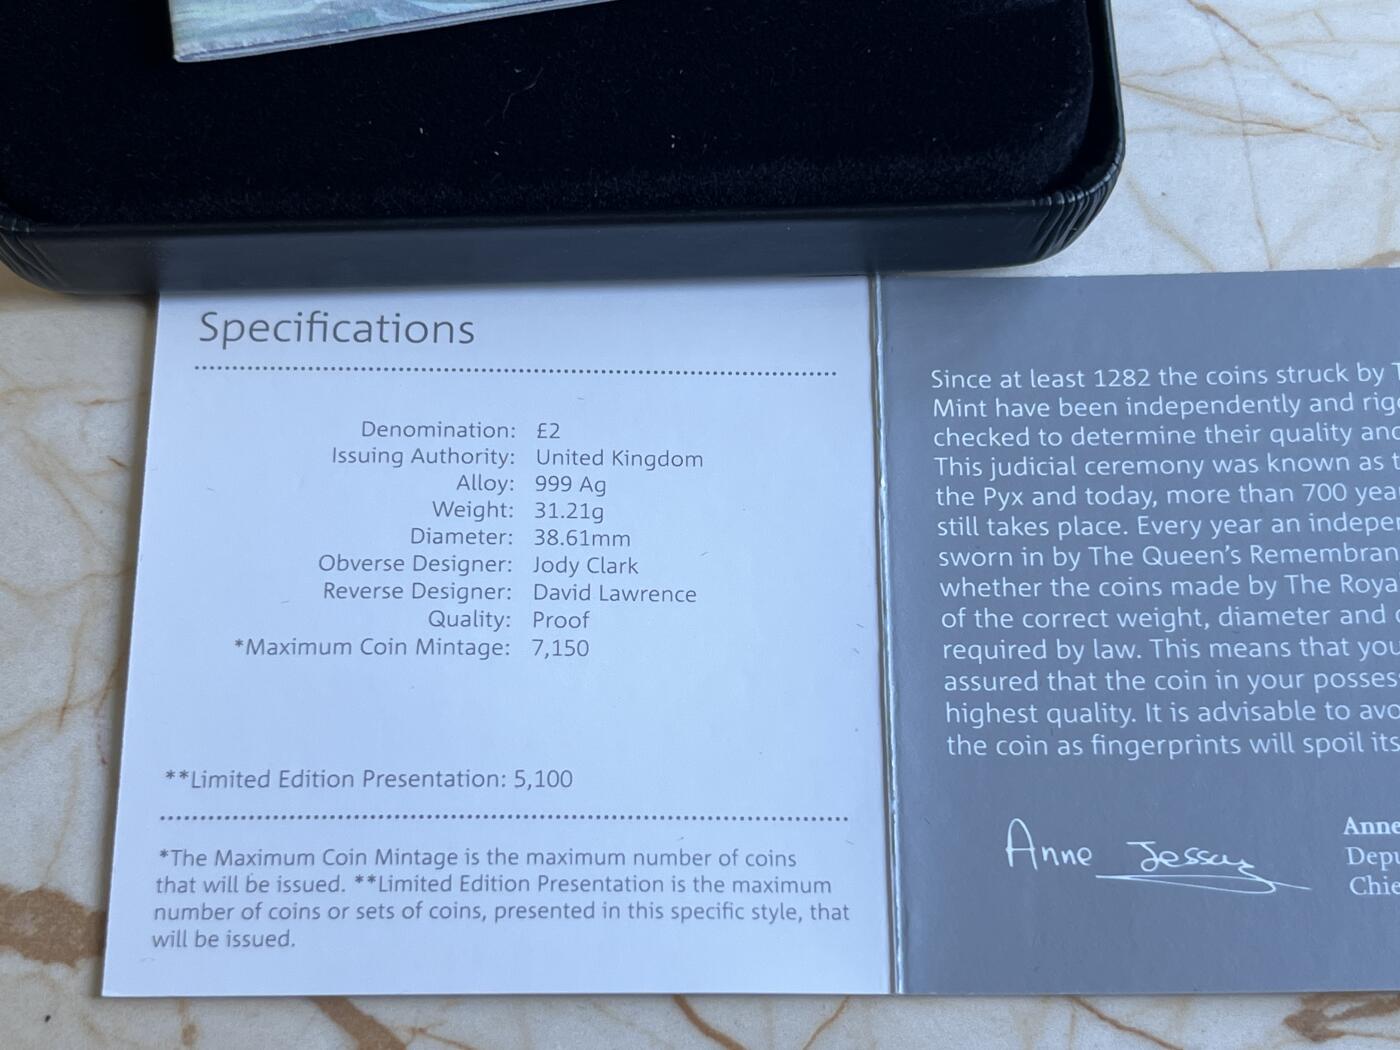 Specifications
Denomination: £2
Issuing Authority: United Kingdom
Alloy: 999 Ag
Weight: 31.21g
Diameter: 38.61mm
Obverse Designer: Jody Clark
Reverse Designer: David Lawrence
Quality: Proof
*Maximum Coin Mintage: 7,150
**Limited Edition Presentation: 5,100
*The Maximum Coin Mintage is the maximum number of coins
that will be issued. **Limited Edition Presentation is the maximum
number of coins or sets of coins, presented in this specific style, that
will be issued.
Since at least 1282 the coins struck by
Mint have been independently and
checked to determine their quality and
This judicial ceremony was known as
the Pyx and today, more than 700
still takes place. Every year an
sworn in by The Queen's
whether the coins made by The
of the correct weight, diameter and
required by law. This means that
assured that the coin in your
highest quality. It is advisable to
the coin as fingerprints will spoil its
Anne Jessop
Anne